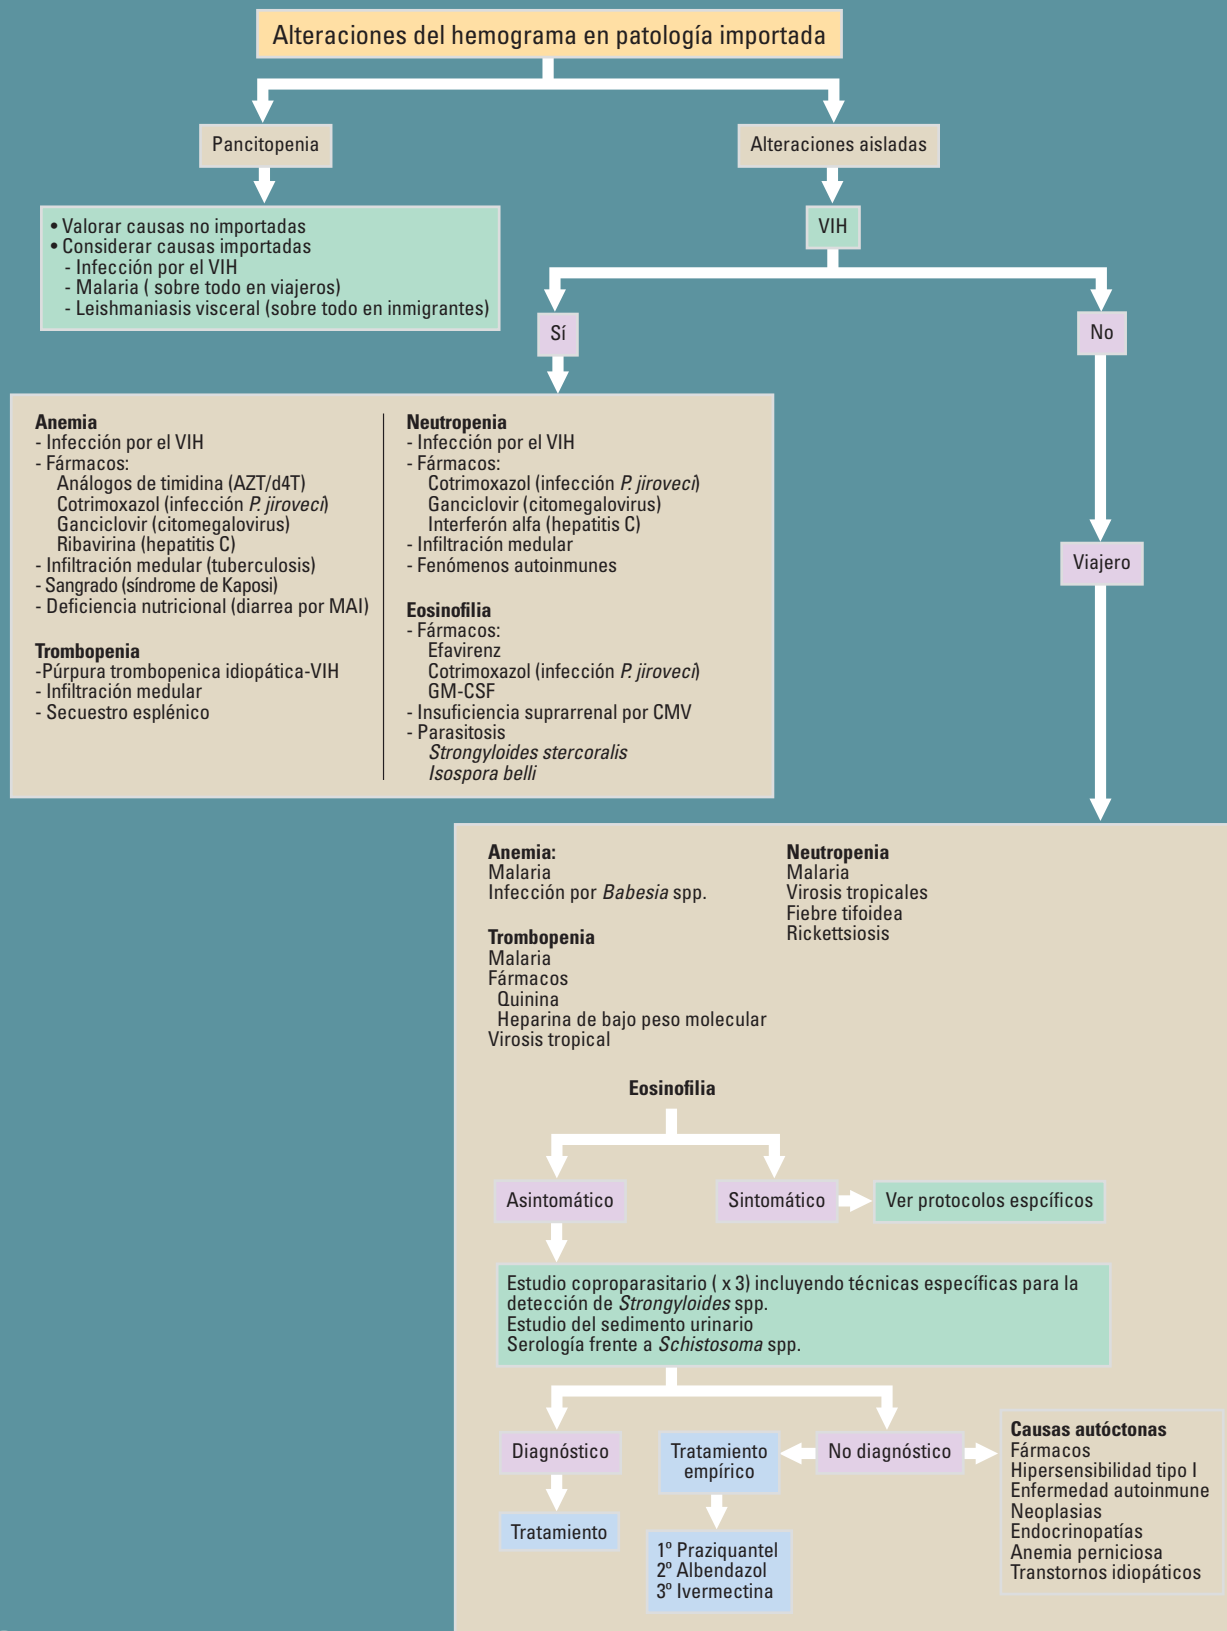 Alteraciones del hemograma en patología importada
Pancitopenia
Alteraciones aisladas
• Valorar causas no importadas
• Considerar causas importadas
- Infección por el VIH
- Malaria ( sobre todo en viajeros)
- Leishmaniasis visceral (sobre todo en inmigrantes)
VIH
Sí
No
Anemia
- Infección por el VIH
- Fármacos:
Análogos de timidina (AZT/d4T)
Cotrimoxazol (infección P. jiroveci)
Ganciclovir (citomegalovirus)
Ribavirina (hepatitis C)
- Infiltración medular (tuberculosis)
- Sangrado (síndrome de Kaposi)
- Deficiencia nutricional (diarrea por MAI)
Trombopenia
-Púrpura trombopenica idiopática-VIH
- Infiltración medular
- Secuestro esplénico
Neutropenia
- Infección por el VIH
- Fármacos:
Cotrimoxazol (infección P. jiroveci)
Ganciclovir (citomegalovirus)
Interferón alfa (hepatitis C)
- Infiltración medular
- Fenómenos autoinmunes
Eosinofilia
- Fármacos:
Efavirenz
Cotrimoxazol (infección P. jiroveci)
GM-CSF
- Insuficiencia suprarrenal por CMV
- Parasitosis
Strongyloides stercoralis
Isospora belli
Viajero
Anemia:
Malaria
Infección por Babesia spp.
Trombopenia
Malaria
Fármacos
Quinina
Heparina de bajo peso molecular
Virosis tropical
Neutropenia
Malaria
Virosis tropicales
Fiebre tifoidea
Rickettsiosis
Eosinofilia
Asintomático
Sintomático
Ver protocolos espcíficos
Estudio coproparasitario ( x 3) incluyendo técnicas específicas para la
detección de Strongyloides spp.
Estudio del sedimento urinario
Serología frente a Schistosoma spp.
Diagnóstico
Tratamiento
empírico
No diagnóstico
Causas autóctonas
Fármacos
Hipersensibilidad tipo I
Enfermedad autoinmune
Neoplasias
Endocrinopatías
Anemia perniciosa
Transtornos idiopáticos
Tratamiento
1º Praziquantel
2º Albendazol
3º Ivermectina